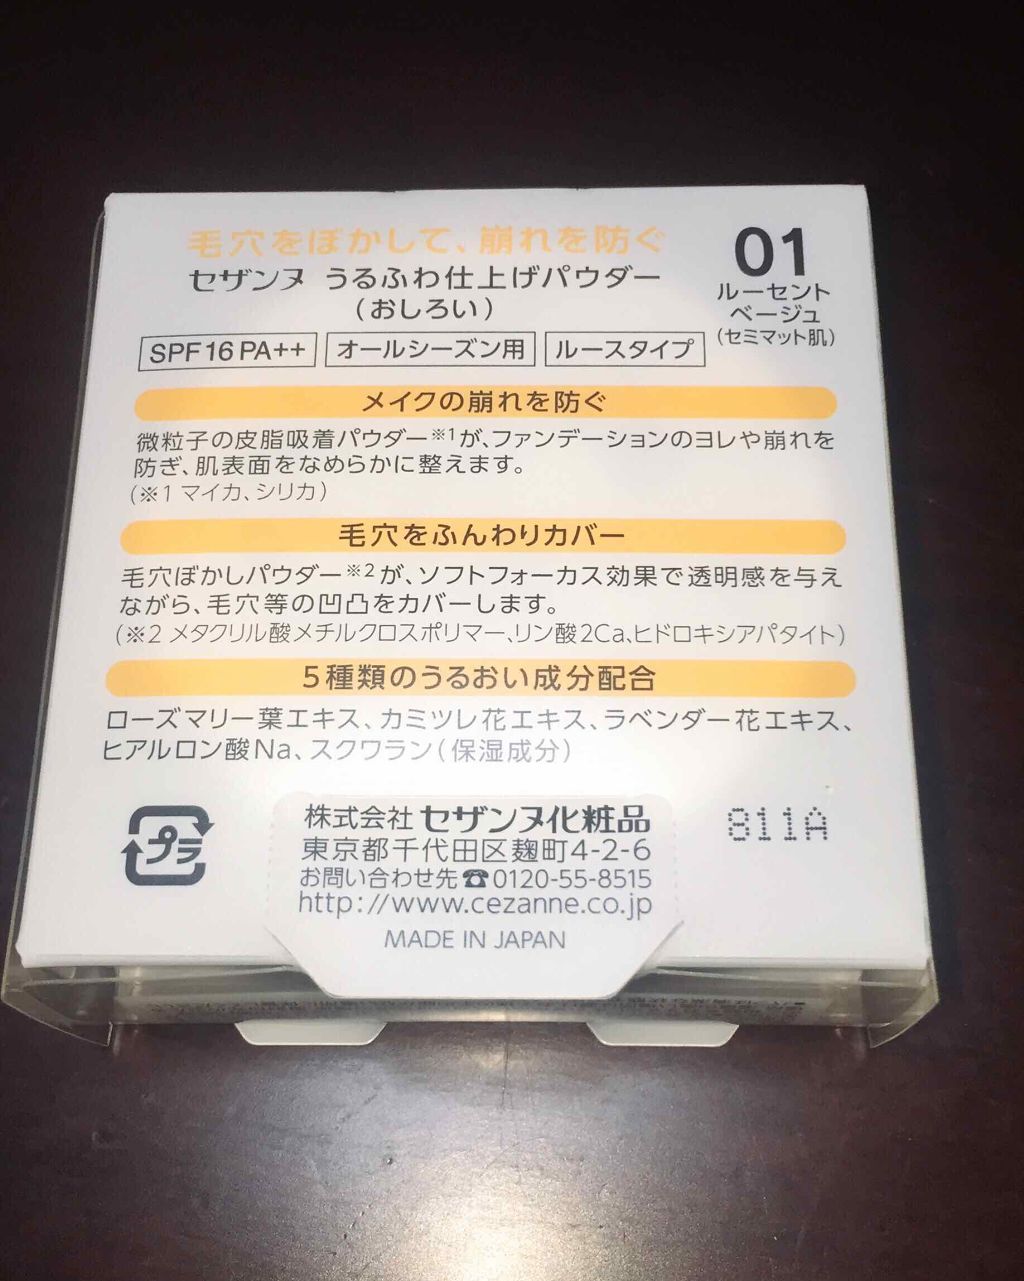 毛穴をぼかして、崩れを防ぐ
セザンヌ うるふわ仕上げパウダー
（おしろい）
01
ルーセント
ベージュ
（セミマット肌）
SPF16 PA++ オールシーズン用 ルースタイプ
メイクの崩れを防ぐ
微粒子の皮脂吸着パウダー※1が、ファンデーションのヨレや崩れを
防ぎ、肌表面をなめらかに整えます。
（※1 マイカ、シリカ）
毛穴をふんわりカバー
毛穴ぼかしパウダー※2が、ソフトフォーカス効果で透明感を与え
ながら、毛穴等の凹凸をカバーします。
（※2 メタクリル酸メチルクロスポリマー、リン酸2Ca、ヒドロキシアパタイト）
5種類のうるおい成分配合
ローズマリー葉エキス、カミツレ花エキス、ラベンダー花エキス、
ヒアルロン酸Na、スクワラン（保湿成分）
プラ
株式会社 セザンヌ化粧品
東京都千代田区麹町4-2-6
お問い合わせ先☎0120-55-8515
http://www.cezanne.co.jp
MADE IN JAPAN
811A